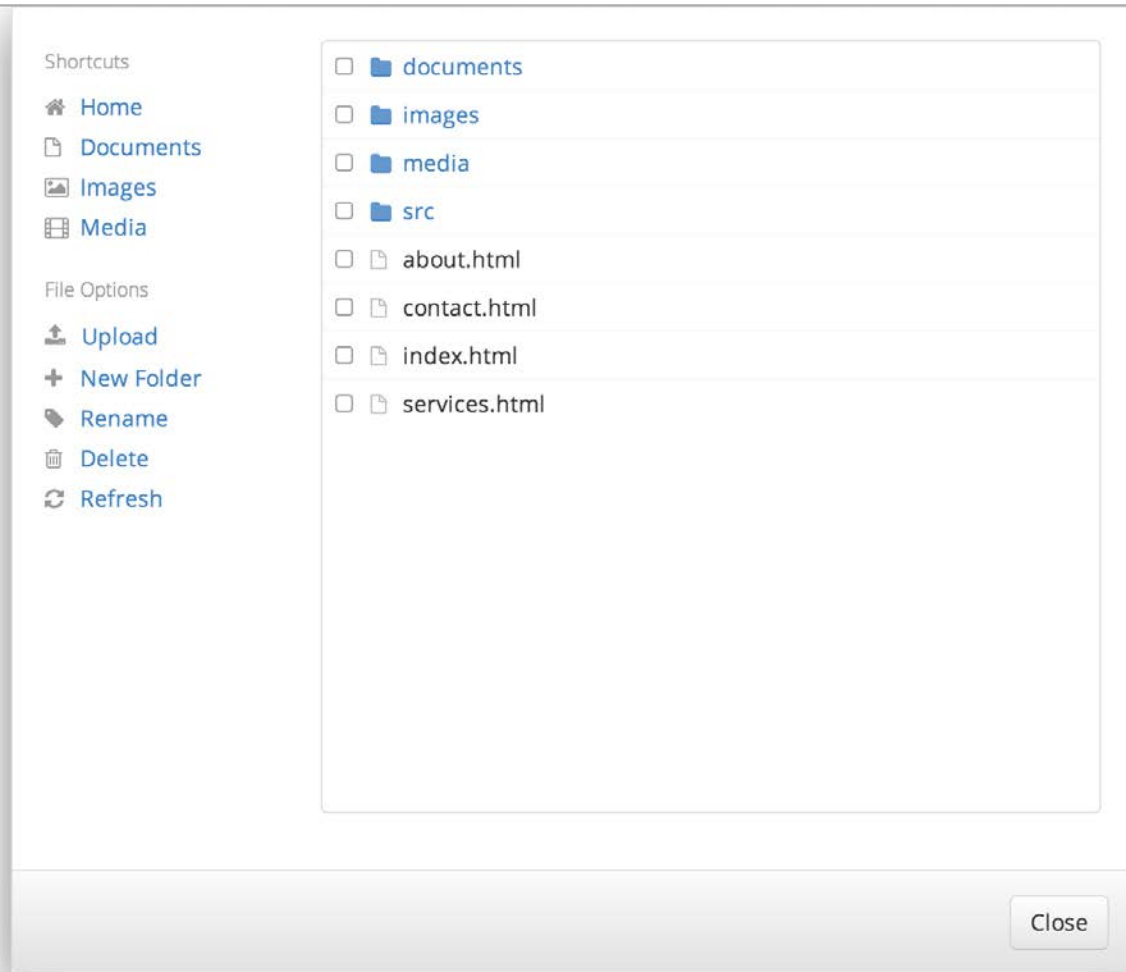 Shortcuts
Home
Documents
Images
Media
File Options
Upload
New Folder
Rename
Delete
Refresh
documents
images
media
src
about.html
contact.html
index.html
services.html
Close